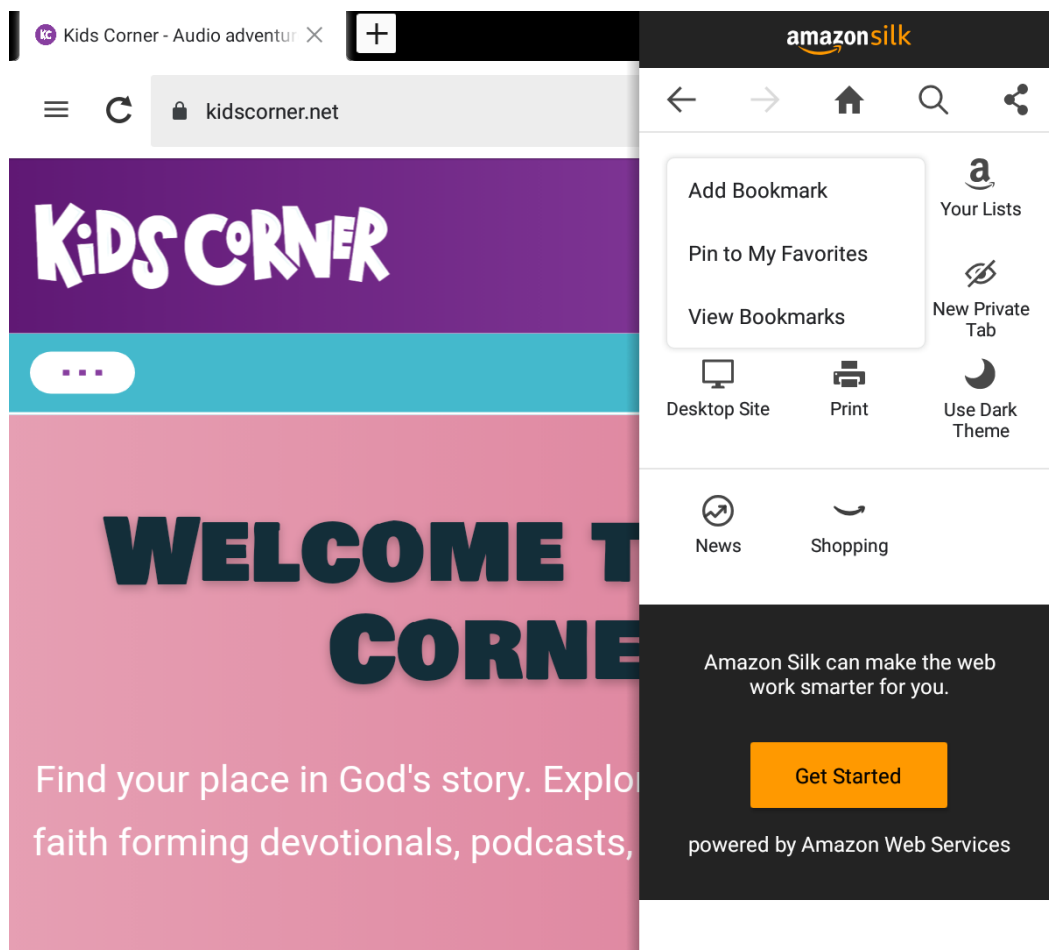 KC Kids Corner - Audio adventur
kidscorner.net
KiDS CORNER
WELCOME T
CORNE
Find your place in God's story. Explor
faith forming devotionals, podcasts,
amazonsilk
Add Bookmark
Pin to My Favorites
View Bookmarks
a
Your Lists
New Private
Tab
Desktop Site
Print
Use Dark
Theme
News
Shopping
Amazon Silk can make the web
work smarter for you.
Get Started
powered by Amazon Web Services